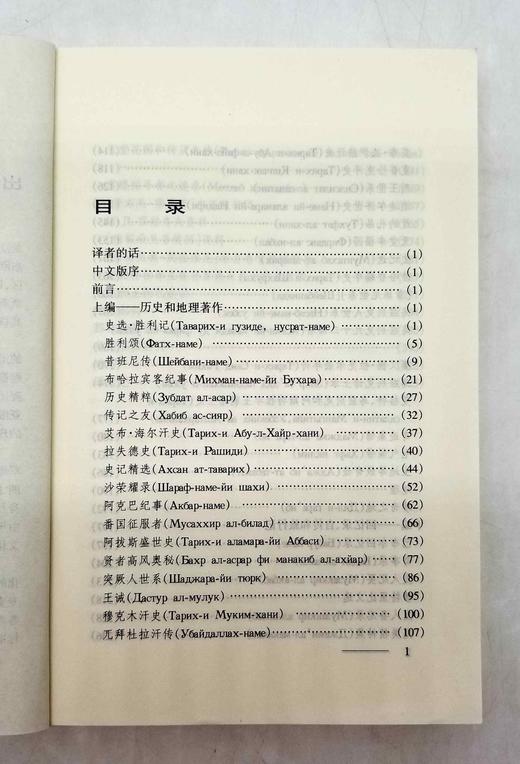 目 录
译者的话……(1)
中文版序……(1)
前言……(1)
上编——历史和地理著作……(1)
史选·胜利记(Таварих-и гузиде, нусрат-наме)……(1)
胜利颂(Фатх-наме)……(5)
昔班尼传(Шейбани-наме)……(9)
布哈拉宾客纪事(Михман-наме-йи Бухара)……(21)
历史精粹(Зубдат ал-асар)……(27)
传记之友(Хабиб ас-сияр)……(32)
艾布·海尔汗史(Тарих-и Абу-л-Хайр-хани)……(37)
拉失德史(Тарих-и Рашиди)……(40)
史记精选(Ахсан ат-таварих)……(44)
沙荣耀录(Шараф-наме-йи шахи)……(52)
阿克巴纪事(Акбар-наме)……(62)
番国征服者(Мусаххир ал-билад)……(66)
阿拔斯盛世史(Тарих-и аламара-йи Аббаси)……(73)
贤者高风奥秘(Бахр ал-асрар фи манакиб ал-ахйар)……(77)
突厥人世系(Шаджара-йи тюрк)……(86)
王诫(Дастур ал-мулук)……(95)
穆克木汗史(Тарих-и Муким-хани)……(100)
兀拜杜拉汗传(Убайдаллах-наме)……(107)
1